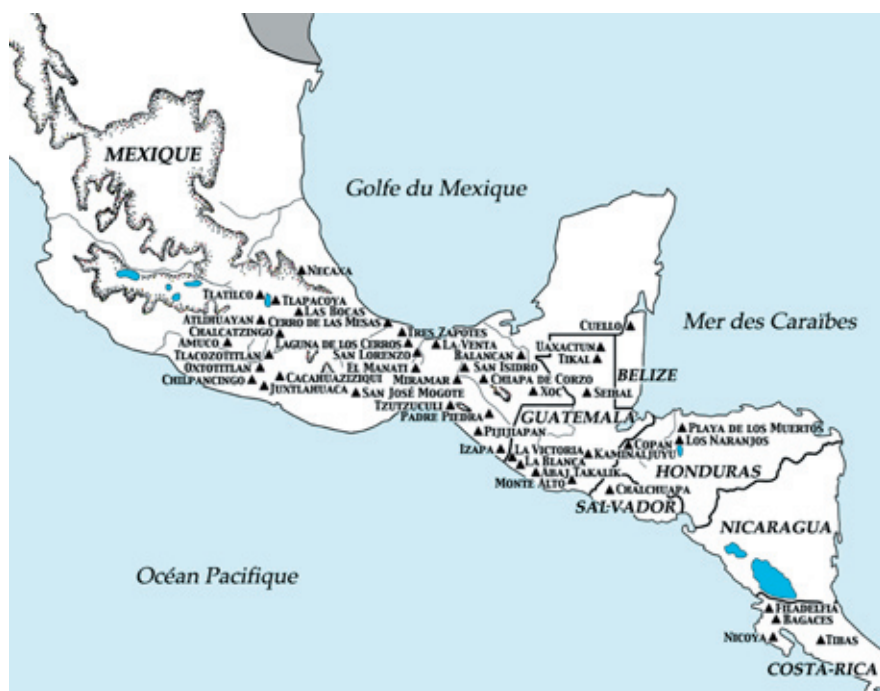 MEXIQUE
Golfe du Mexique
NECAXA
TLATILCO
TLAPACOYA
LAS BOCAS
ATLIHUAYAN
CERRO DE LAS MESAS
CHALCATZINGO
TRES ZAPOTES
CUELLO
Mer des Caraïbes
AMUCO
LAGUNA DE LOS CERROS
LA VENTA
UAXACTUN
TLACOZOTITLAN
SAN LORENZO
BALANCAN
TIKAL
OXTOTITLAN
EL MANATI
SAN ISIDRO
BELIZE
CHILPANCINGO
CACAHUAZIZIQUI
MIRAMAR
CHIAPA DE CORZO
JUXTLAHUACA
SAN JOSÉ MOGOTE
XOC
SEIBAL
TZUTZUCULI
PADRE PIEDRA
GUATEMALA
PIJIJIAPAN
PLAYA DE LOS MUERTOS
COPAN
LOS NARANJOS
IZAPA
LA VICTORIA
KAMINALJUYU
LA BLANCA
HONDURAS
ABAJ TAKALIK
MONTE ALTO
CHALCHUAPA
SALVADOR
NICARAGUA
Océan Pacifique
FILADELFIA
BAGACES
NICOYA
TIBAS
COSTA-RICA